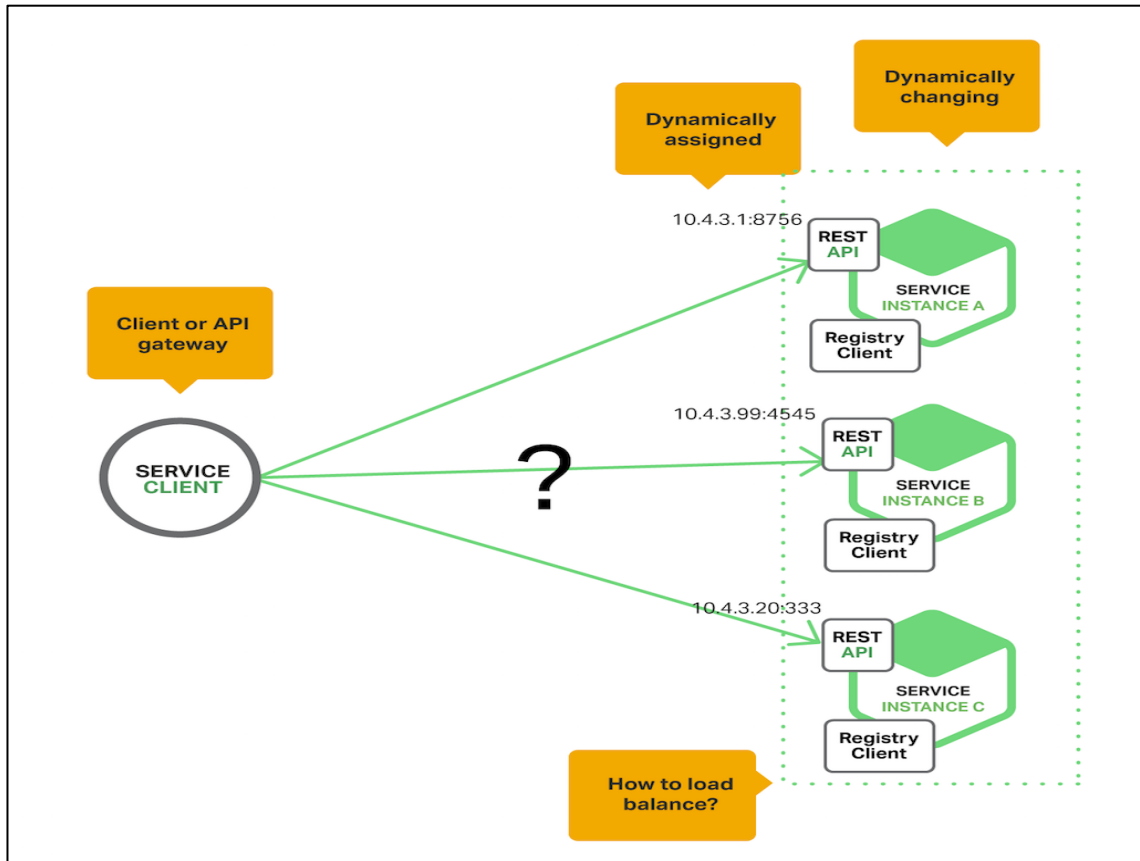 Dynamically
changing
Dynamically
assigned
10.4.3.1:8756
REST
API
SERVICE
INSTANCE A
Registry
Client
Client or API
gateway
SERVICE
CLIENT
?
10.4.3.99:4545
REST
API
SERVICE
INSTANCE B
Registry
Client
10.4.3.20:333
REST
API
SERVICE
INSTANCE C
Registry
Client
How to load
balance?